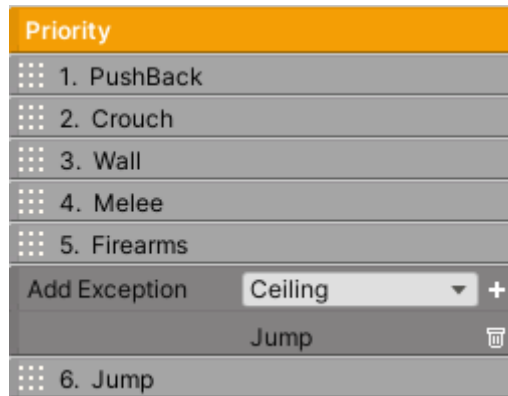 Priority
1. PushBack
2. Crouch
3. Wall
4. Melee
5. Firearms
Add Exception Ceiling +
Jump
6. Jump